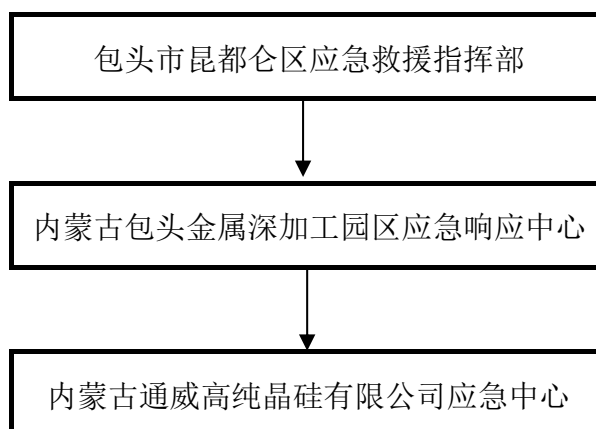 包头市昆都仑区应急救援指挥部
内蒙古包头金属深加工园区应急响应中心
内蒙古通威高纯晶硅有限公司应急中心